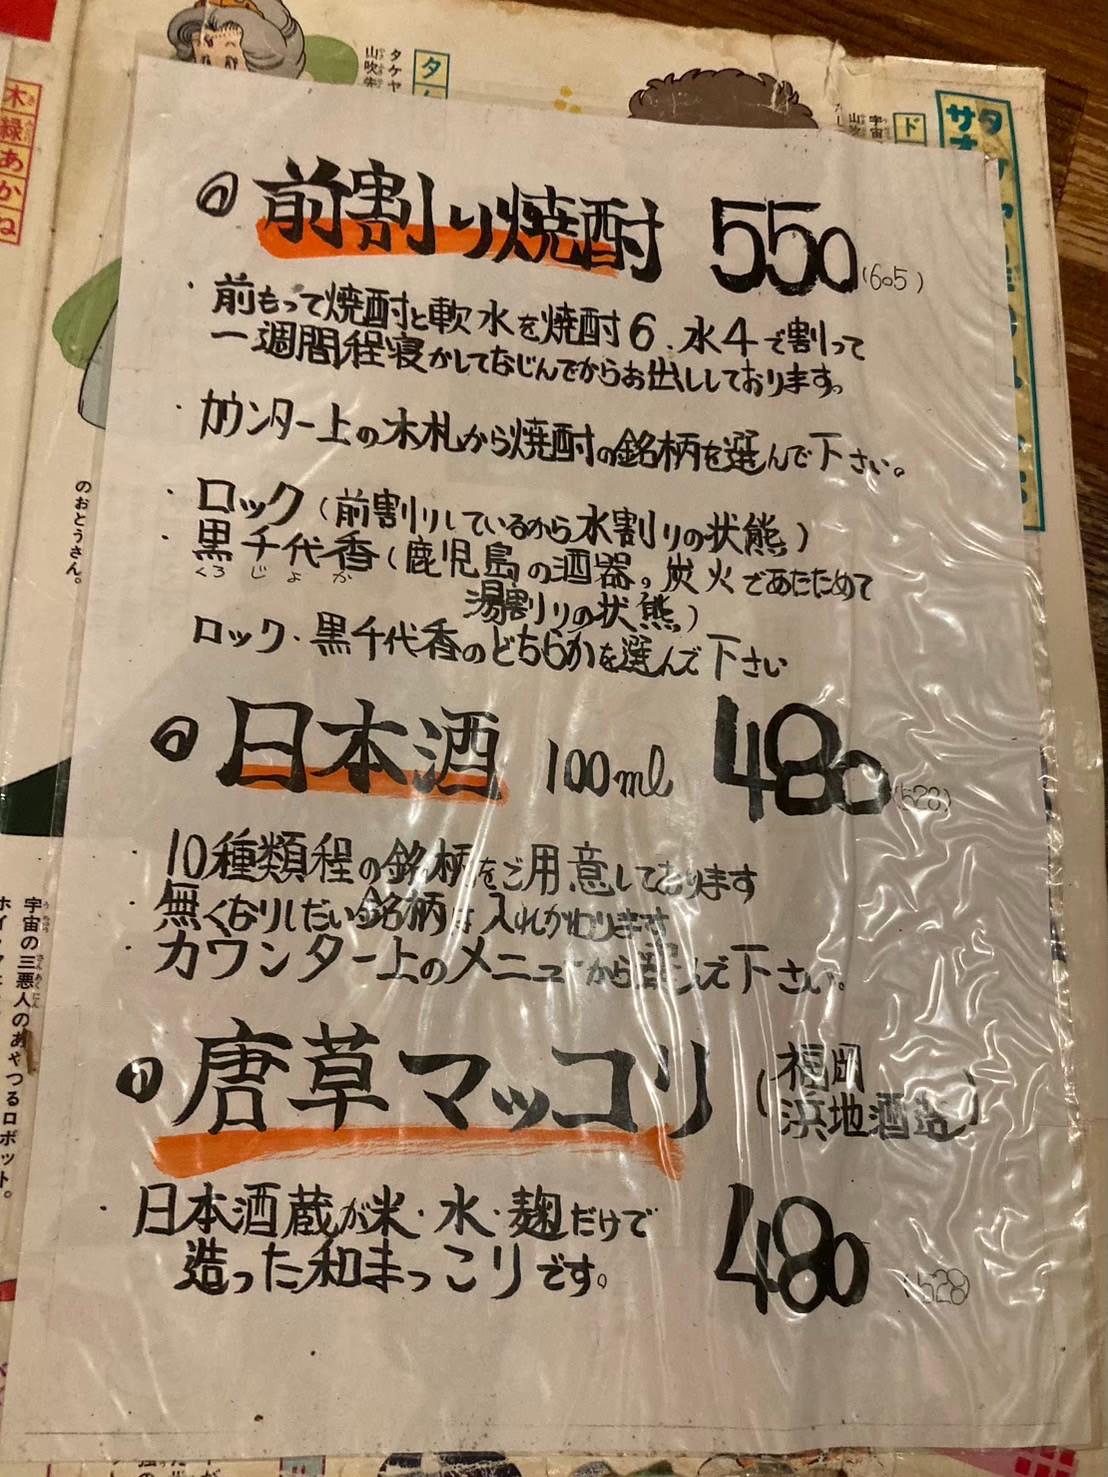 前割り焼酎 550 (605)
・前もって焼酎と軟水を焼酎6、水4で割って
一週間程寝かしてなじんでからお出ししております。
・カウンター上の木札から焼酎の銘柄を選んで下さい。
・ロック(前割りしているから水割りの状態)
・黒千代香(鹿児島の酒器。炭火であたためて
くろじょか
湯割りの状態)
ロック・黒千代香のどちらかを選んで下さい
日本酒 100ml 480 (528)
・10種類程の銘柄をご用意しております
・無くなりしだい銘柄は入れかわります
・カウンター上のメニューから選んで下さい。
唐草マッコリ (福岡
浜地酒造)
・日本酒蔵が米・水・麹だけで
造った和まっこりです。
480 (528)
木緑あかね
のおとうさん。
宇宙の三悪人のあやつるロボット。